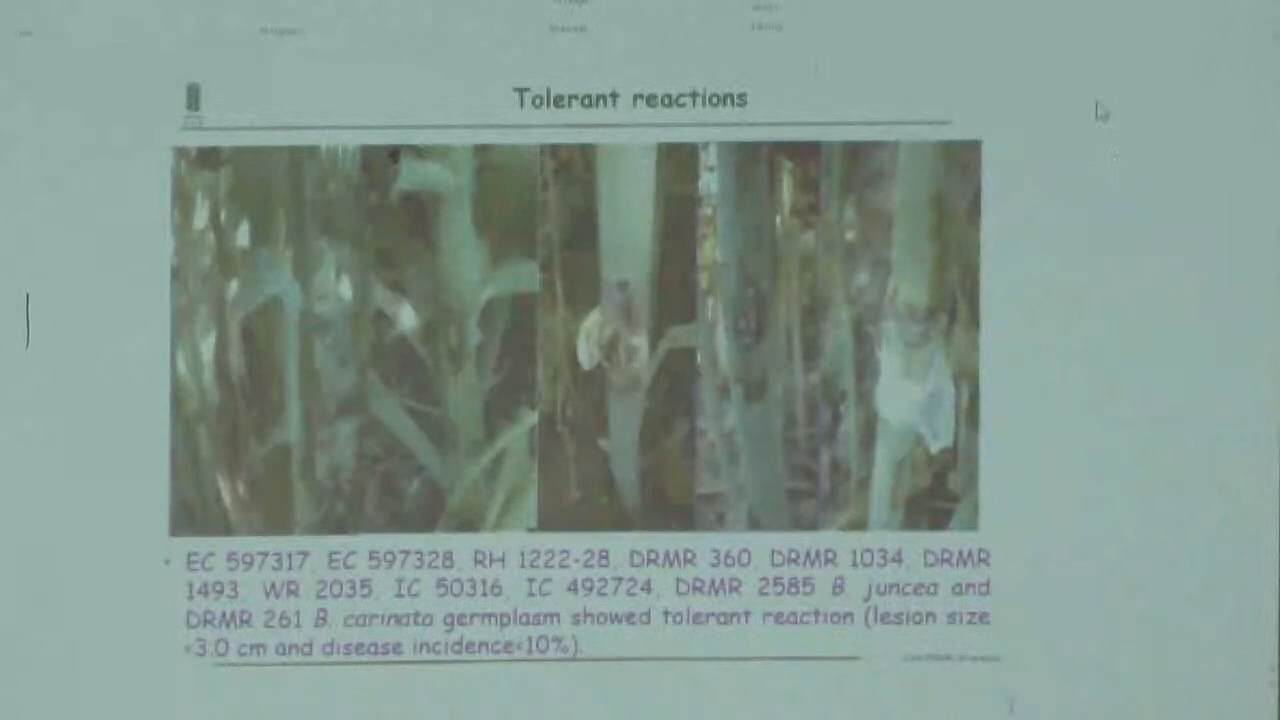 Tolerant reactions
• EC 597317, EC 597328, RH 1222-28, DRMR 360, DRMR 1034, DRMR
1493, WR 2035, IC 50316, IC 492724, DRMR 2585 B. juncea and
DRMR 261 B. carinata germplasm showed tolerant reaction (lesion size
<3.0 cm and disease incidence<10%).